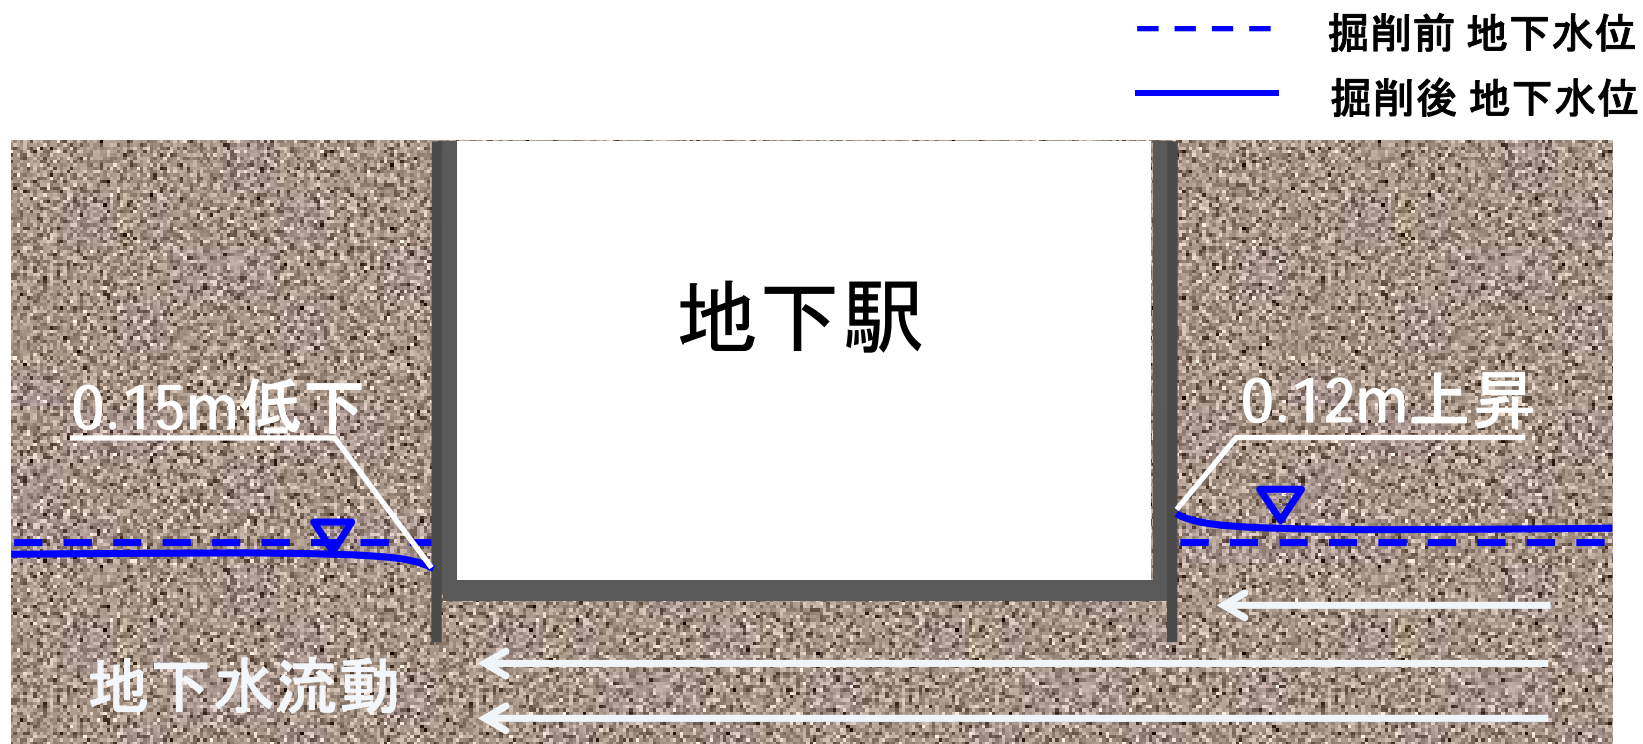 掘削前 地下水位
掘削後 地下水位
地下駅
0.15m低下
0.12m上昇
地下水流動